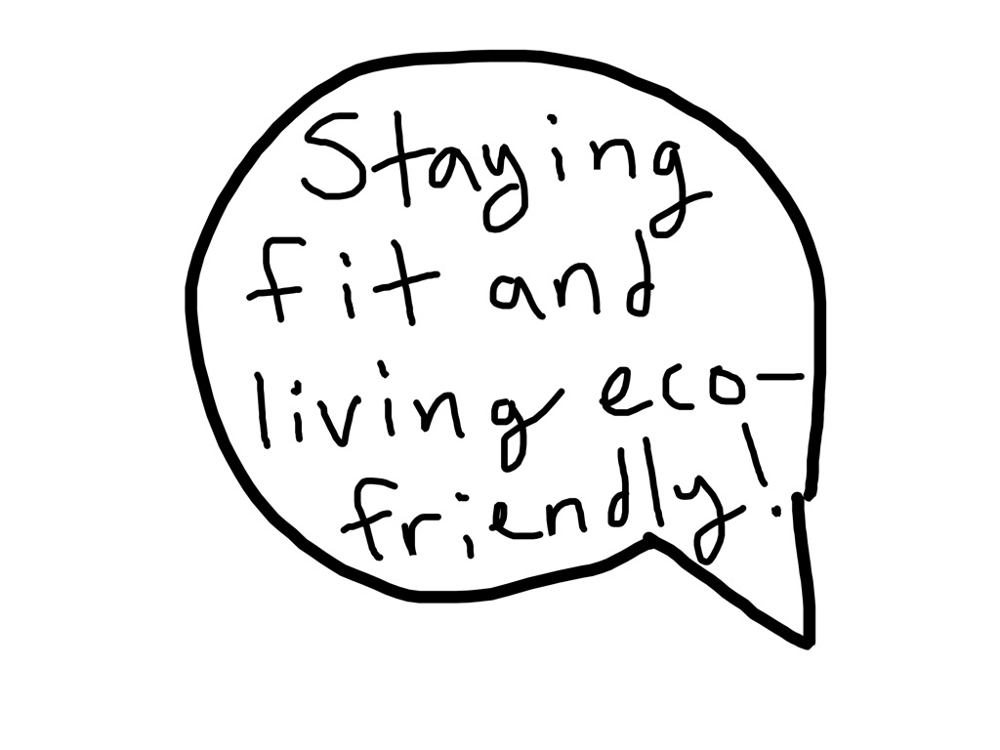 Staying
fit and
living eco-
friendly!